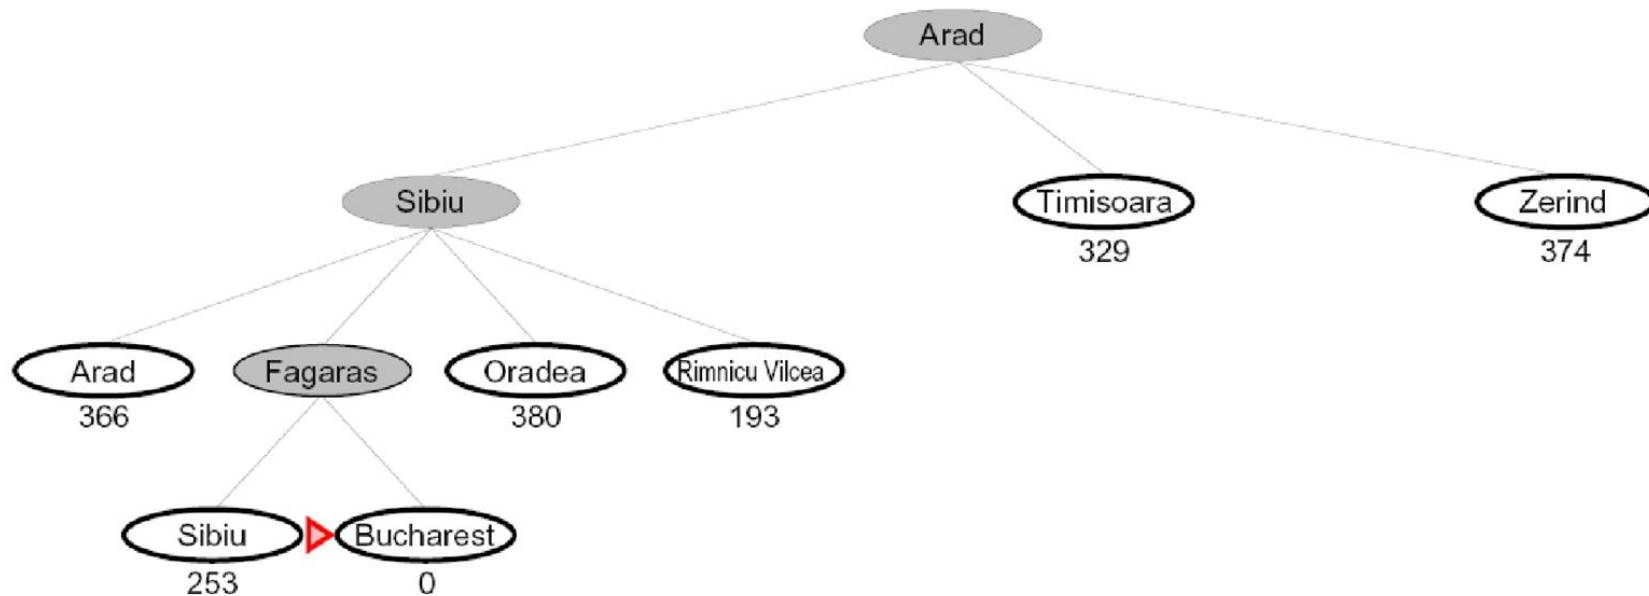 Arad
Sibiu
Timisoara
Zerind
329
374
Arad
Fagaras
Oradea
Rimnicu Vilcea
366
380
193
Sibiu
Bucharest
253
0